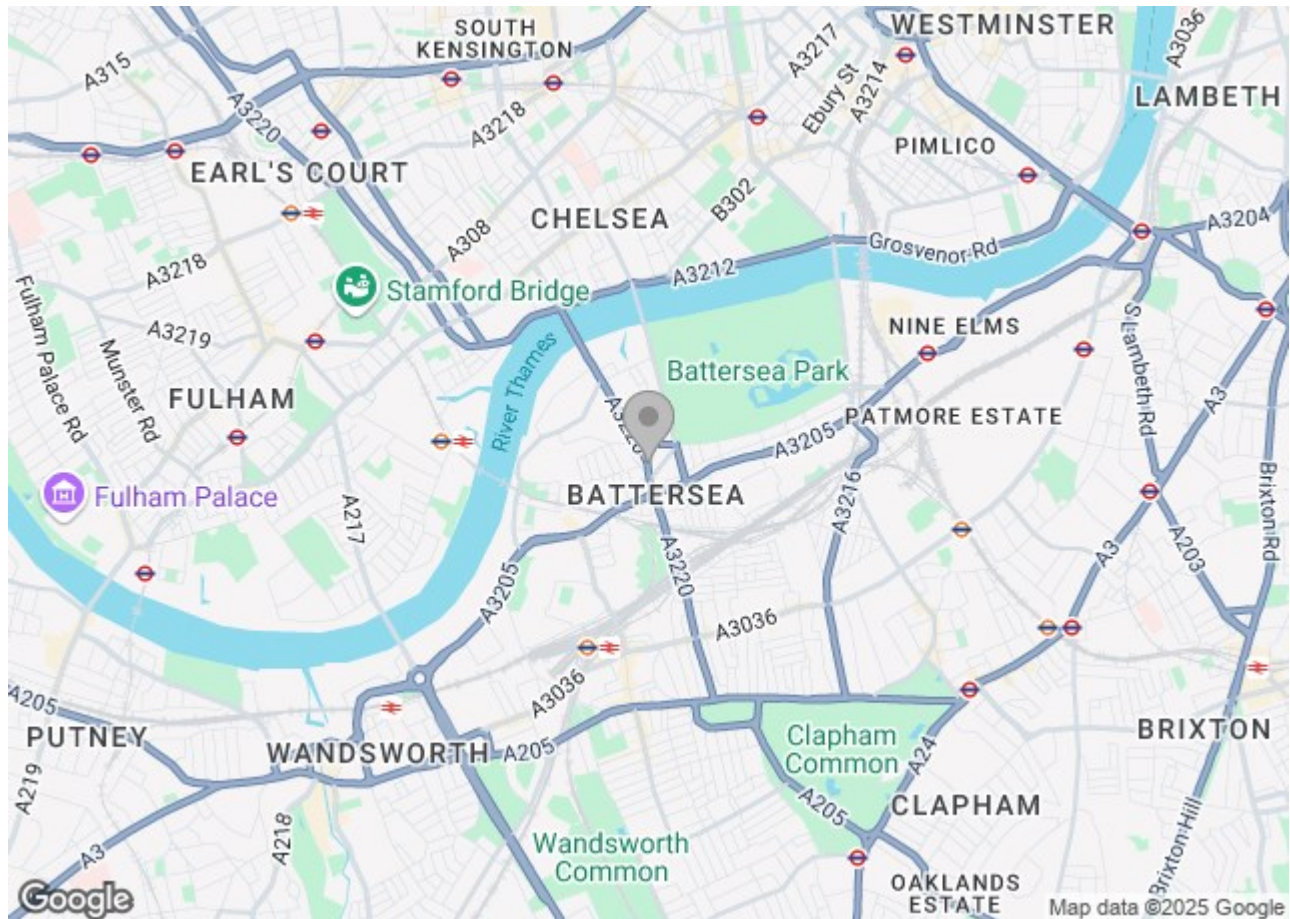 SOUTH
KENSINGTON
WESTMINSTER
A3217
A3036
A315
A3214
Ebury St
LAMBETH
A3220
A3218
PIMLICO
EARL'S COURT
B302
CHELSEA
A308
A3204
Grosvenor Rd
A3218
A3212
Stamford Bridge
Fulham Palace Rd
A3219
Munster Rd
NINE ELMS
S Lambeth Rd
River Thames
Battersea Park
FULHAM
A3
A3220
PATMORE ESTATE
A3205
BATTERSEA
Fulham Palace
A217
A3216
Brixton Rd
A203
A3220
A3
A3205
A3036
A205
A3036
PUTNEY
WANDSWORTH
A205
Clapham
Common
BRIXTON
A24
A219
A205
CLAPHAM
A218
A3
Wandsworth
Common
Brixton Hill
OAKLANDS
ESTATE
Google
Map data ©2025 Google